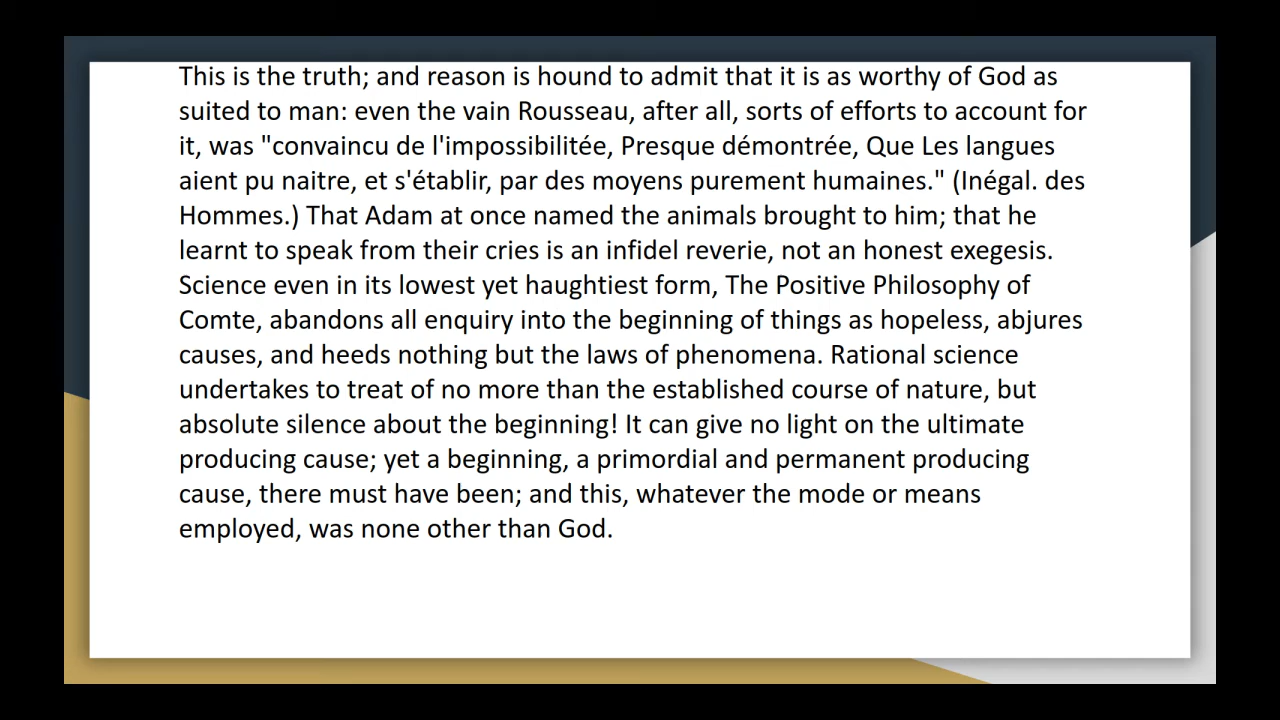 This is the truth; and reason is hound to admit that it is as worthy of God as
suited to man: even the vain Rousseau, after all, sorts of efforts to account for
it, was "convaincu de l'impossibilitée, Presque démontrée, Que Les langues
aient pu naitre, et s'établir, par des moyens purement humaines." (Inégal. des
Hommes.) That Adam at once named the animals brought to him; that he
learnt to speak from their cries is an infidel reverie, not an honest exegesis.
Science even in its lowest yet haughtiest form, The Positive Philosophy of
Comte, abandons all enquiry into the beginning of things as hopeless, abjures
causes, and heeds nothing but the laws of phenomena. Rational science
undertakes to treat of no more than the established course of nature, but
absolute silence about the beginning! It can give no light on the ultimate
producing cause; yet a beginning, a primordial and permanent producing
cause, there must have been; and this, whatever the mode or means
employed, was none other than God.